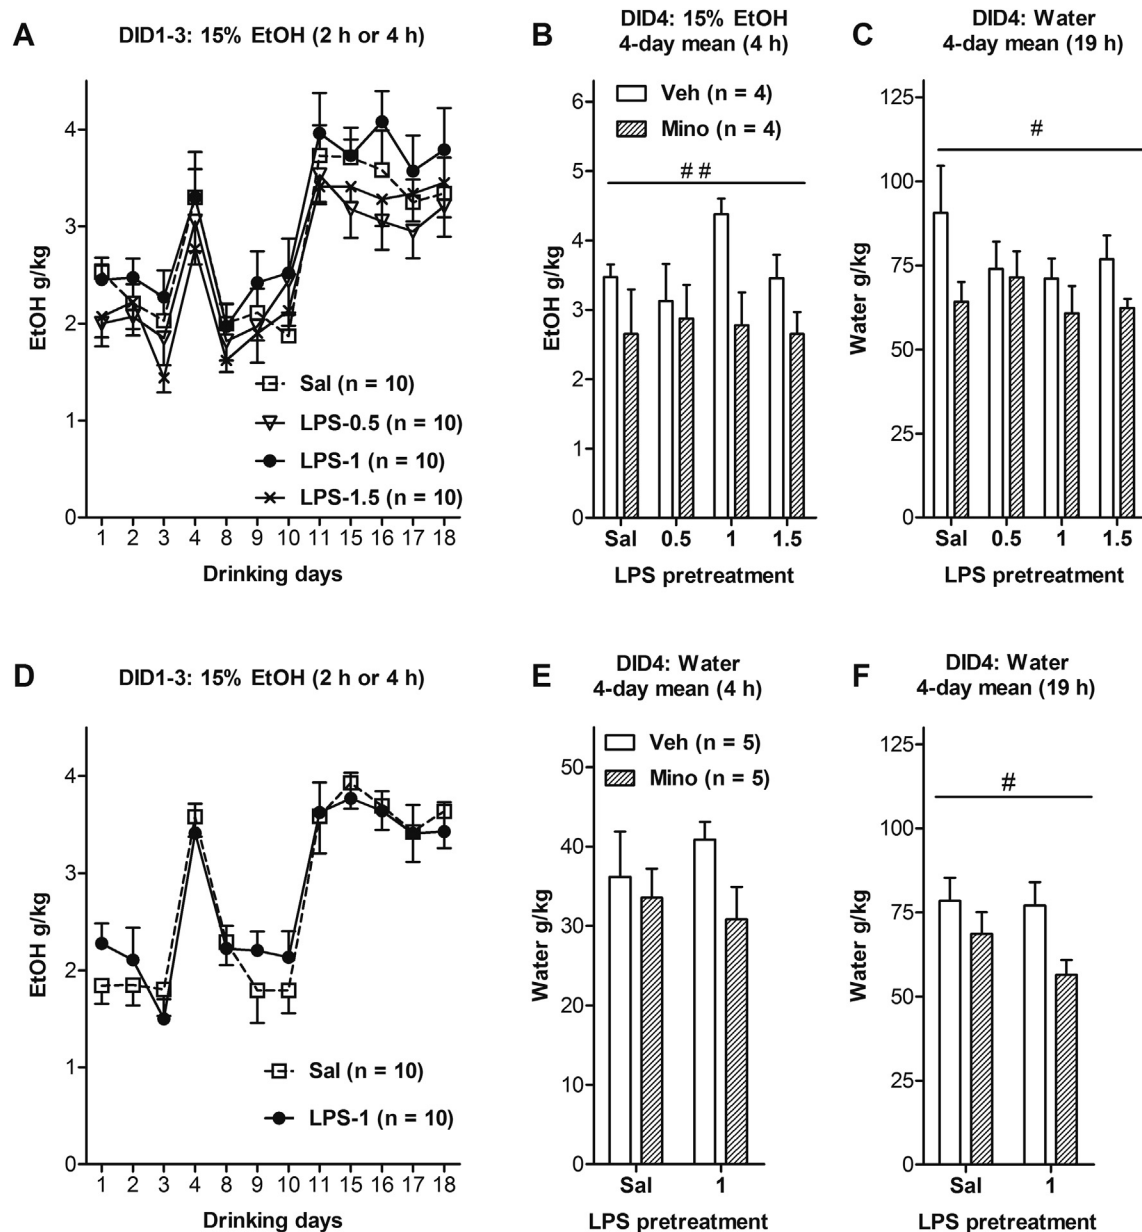 A
DID1-3: 15% EtOH (2 h or 4 h)
EtOH g/kg
4
3
2
1
0
Sal (n = 10)
LPS-0.5 (n = 10)
LPS-1 (n = 10)
LPS-1.5 (n = 10)
1 2 3 4 8 9 10 11 15 16 17 18
Drinking days
B
DID4: 15% EtOH
4-day mean (4 h)
EtOH g/kg
6
5
4
3
2
1
0
Veh (n = 4)
Mino (n = 4)
# #
Sal 0.5 1 1.5
LPS pretreatment
C
DID4: Water
4-day mean (19 h)
Water g/kg
125
100
75
50
25
0
#
Sal 0.5 1 1.5
LPS pretreatment
D
DID1-3: 15% EtOH (2 h or 4 h)
EtOH g/kg
4
3
2
1
0
Sal (n = 10)
LPS-1 (n = 10)
1 2 3 4 8 9 10 11 15 16 17 18
Drinking days
E
DID4: Water
4-day mean (4 h)
Water g/kg
50
40
30
20
10
0
Veh (n = 5)
Mino (n = 5)
Sal 1
LPS pretreatment
F
DID4: Water
4-day mean (19 h)
Water g/kg
125
100
75
50
25
0
#
Sal 1
LPS pretreatment